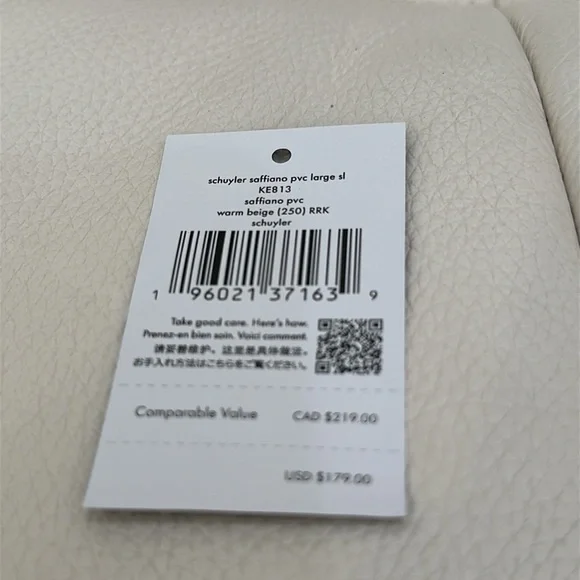 schuyler saffiano pvc large sl
KE813
saffiano pvc
warm beige (250) RRK
schuyler
1 96021 37163 9
Take good care. Here's how.
Prenez-en bien soin. Voici comment.
请妥善维护。这里是具体做法。
お手入れ方法はこちらをご覧ください。
Comparable Value CAD $219.00
USD $179.00